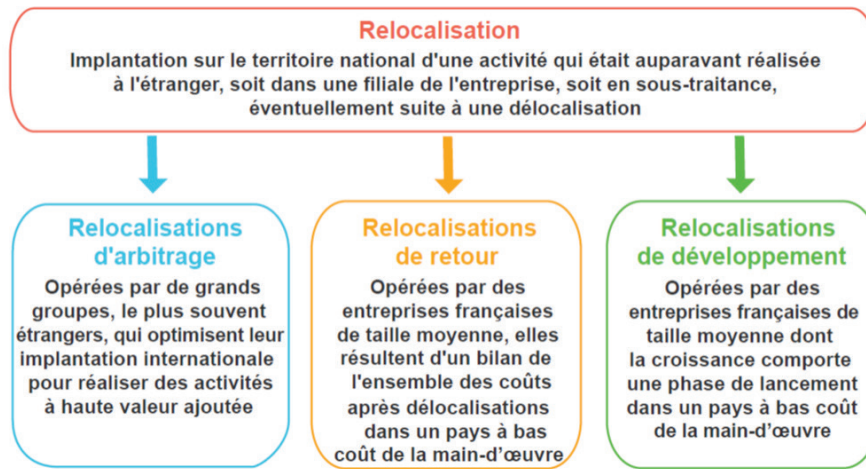 Relocalisation
Implantation sur le territoire national d'une activité qui était auparavant réalisée
à l'étranger, soit dans une filiale de l'entreprise, soit en sous-traitance,
éventuellement suite à une délocalisation
Relocalisations
d'arbitrage
Opérées par de grands
groupes, le plus souvent
étrangers, qui optimisent leur
implantation internationale
pour réaliser des activités
à haute valeur ajoutée
Relocalisations
de retour
Opérées par des
entreprises françaises
de taille moyenne, elles
résultent d'un bilan de
l'ensemble des coûts
après délocalisations
dans un pays à bas
coût de la main-d'œuvre
Relocalisations
de développement
Opérées par des
entreprises françaises de
taille moyenne dont
la croissance comporte
une phase de lancement
dans un pays à bas coût
de la main-d'œuvre